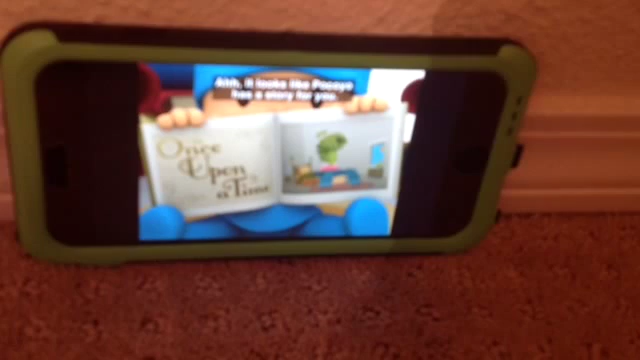 Ahh, it looks like Pocoyo
has a story for you.
Once
Upon
a Time